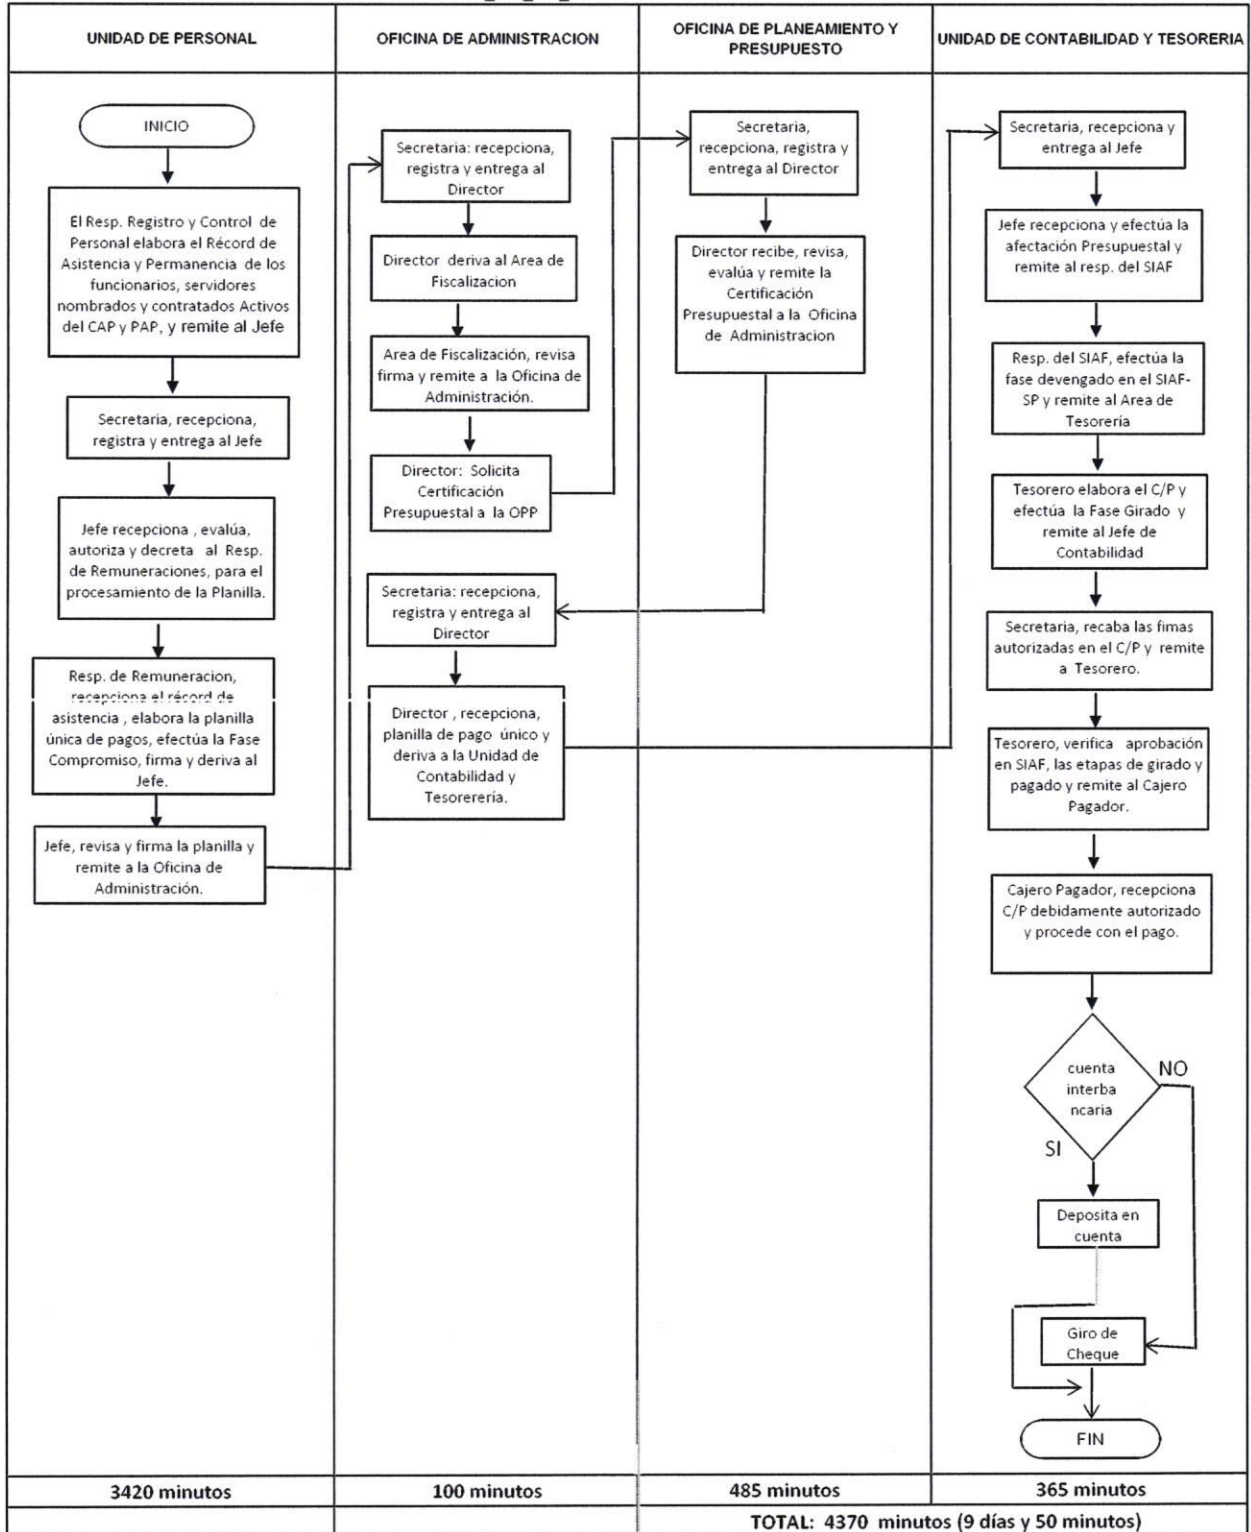 UNIDAD DE PERSONAL
OFICINA DE ADMINISTRACION
OFICINA DE PLANEAMIENTO Y
PRESUPUESTO
UNIDAD DE CONTABILIDAD Y TESORERIA
INICIO
El Resp. Registro y Control de
Personal elabora el Récord de
Asistencia y Permanencia de los
funcionarios, servidores
nombrados y contratados Activos
del CAP y PAP, y remite al Jefe
Secretaria, recepciona,
registra y entrega al Jefe
Jefe recepciona , evalúa,
autoriza y decreta al Resp.
de Remuneraciones, para el
procesamiento de la Planilla.
Resp. de Remuneracion,
recepciona el récord de
asistencia , elabora la planilla
única de pagos, efectúa la Fase
Compromiso, firma y deriva al
Jefe.
Jefe, revisa y firma la planilla y
remite a la Oficina de
Administración.
Secretaria: recepciona,
registra y entrega al
Director
Director deriva al Area de
Fiscalizacion
Area de Fiscalización, revisa
firma y remite a la Oficina de
Administración.
Director: Solicita
Certificación
Presupuestal a la OPP
Secretaria: recepciona,
registra y entrega al
Director
Director , recepciona,
planilla de pago único y
deriva a la Unidad de
Contabilidad y
Tesorerería.
Secretaria,
recepciona, registra y
entrega al Director
Director recibe, revisa,
evalúa y remite la
Certificación
Presupuestal a la Oficina
de Administracion
Secretaria, recepciona y
entrega al Jefe
Jefe recepciona y efectúa la
afectación Presupuestal y
remite al resp. del SIAF
Resp. del SIAF, efectúa la
fase devengado en el SIAF-
SP y remite al Area de
Tesorería
Tesorero elabora el C/P y
efectúa la Fase Girado y
remite al Jefe de
Contabilidad
Secretaria, recaba las fimas
autorizadas en el C/P y remite
a Tesorero.
Tesorero, verifica aprobación
en SIAF, las etapas de girado y
pagado y remite al Cajero
Pagador.
Cajero Pagador, recepciona
C/P debidamente autorizado
y procede con el pago.
cuenta
interba
ncaria
NO
SI
Deposita en
cuenta
Giro de
Cheque
FIN
3420 minutos
100 minutos
485 minutos
365 minutos
TOTAL: 4370 minutos (9 días y 50 minutos)